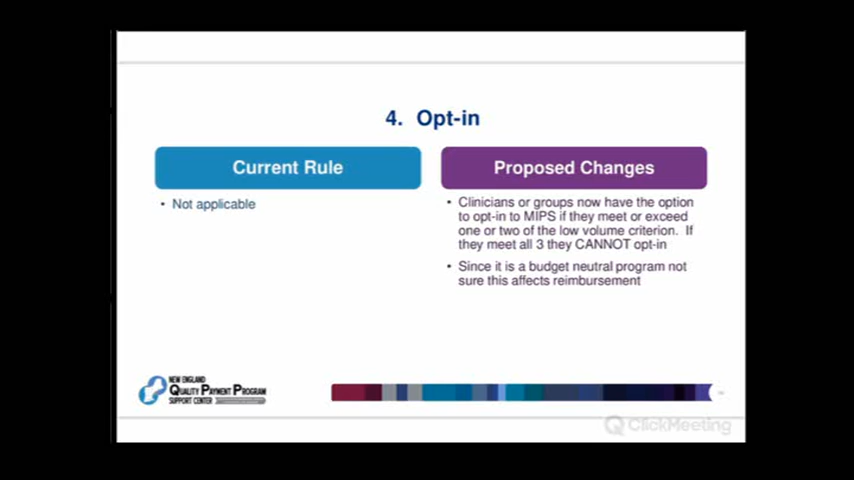 4. Opt-in
Current Rule
• Not applicable
Proposed Changes
• Clinicians or groups now have the option
to opt-in to MIPS if they meet or exceed
one or two of the low volume criterion. If
they meet all 3 they CANNOT opt-in
• Since it is a budget neutral program not
sure this affects reimbursement
NEW ENGLAND
QUALITY PAYMENT PROGRAM
SUPPORT CENTER
ClickMeeting